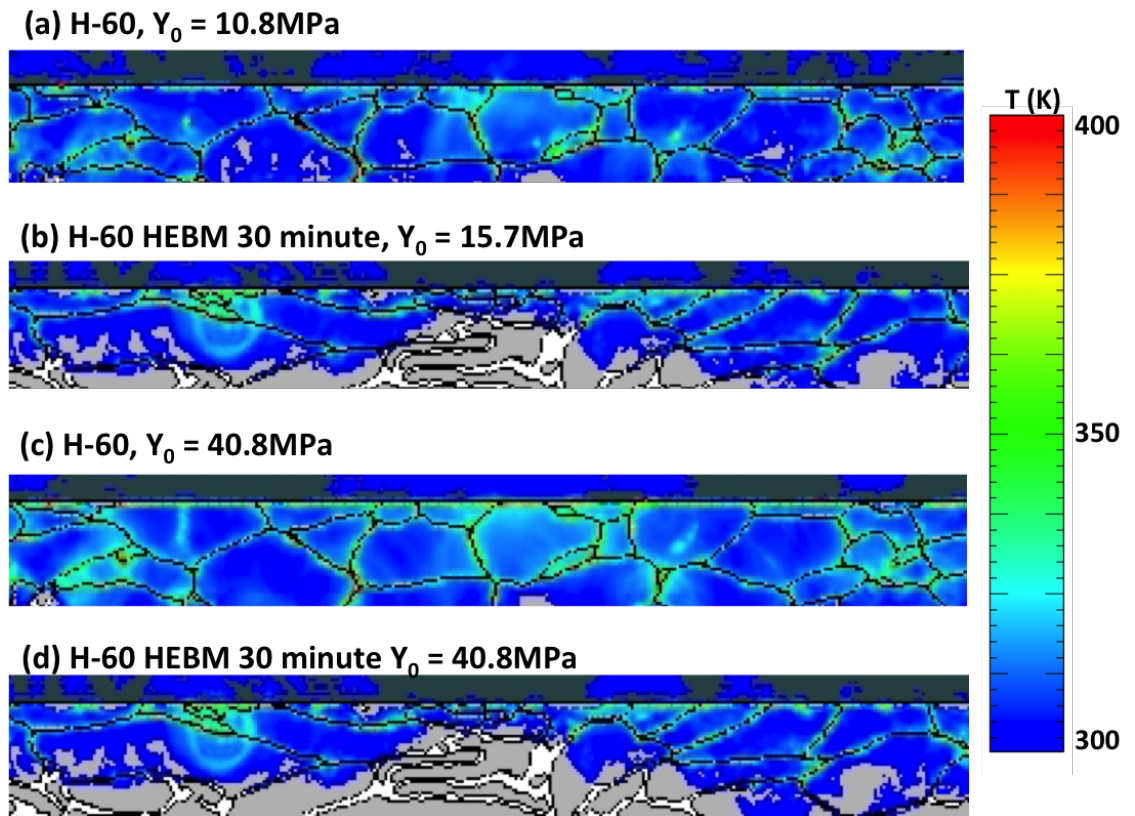 (a) H-60, Y0 = 10.8MPa
T (K)
400
(b) H-60 HEBM 30 minute, Y0 = 15.7MPa
(c) H-60, Y0 = 40.8MPa
350
(d) H-60 HEBM 30 minute Y0 = 40.8MPa
300